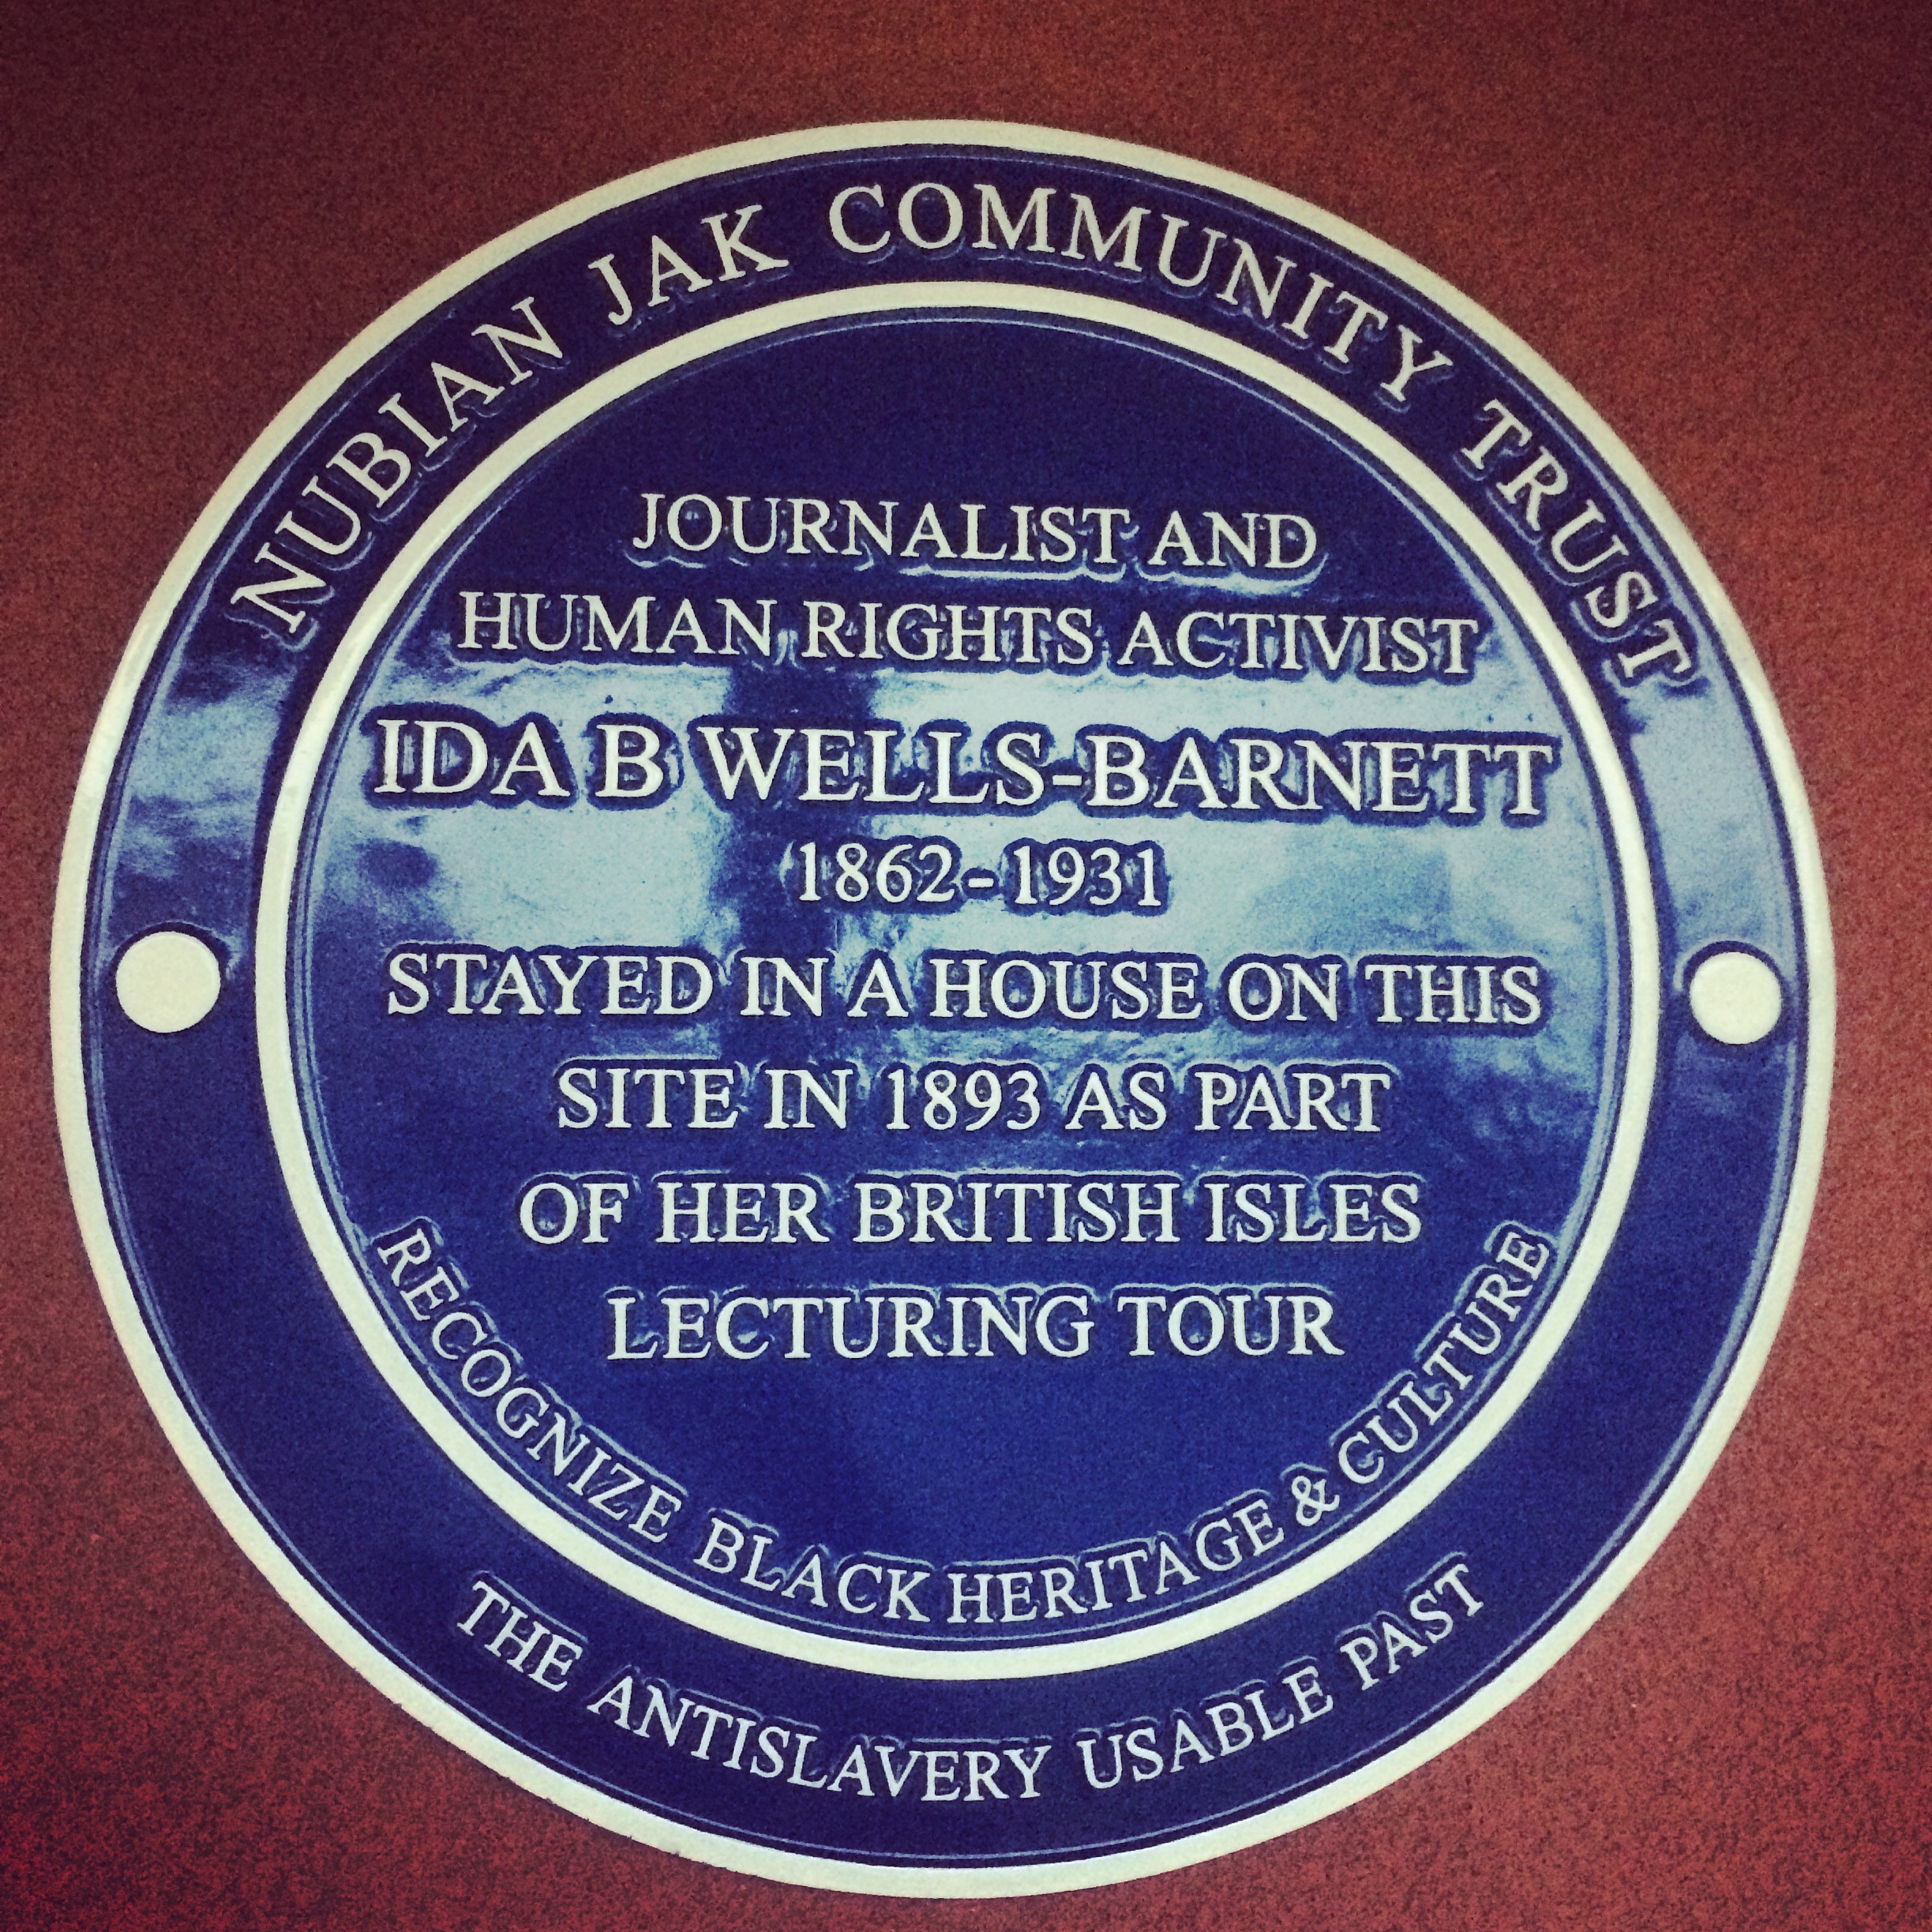 NUBIAN JAK COMMUNITY TRUST
JOURNALIST AND
HUMAN RIGHTS ACTIVIST
IDA B WELLS-BARNETT
1862-1931
STAYED IN A HOUSE ON THIS
SITE IN 1893 AS PART
OF HER BRITISH ISLES
LECTURING TOUR
RECOGNIZE BLACK HERITAGE & CULTURE
THE ANTISLAVERY USABLE PAST